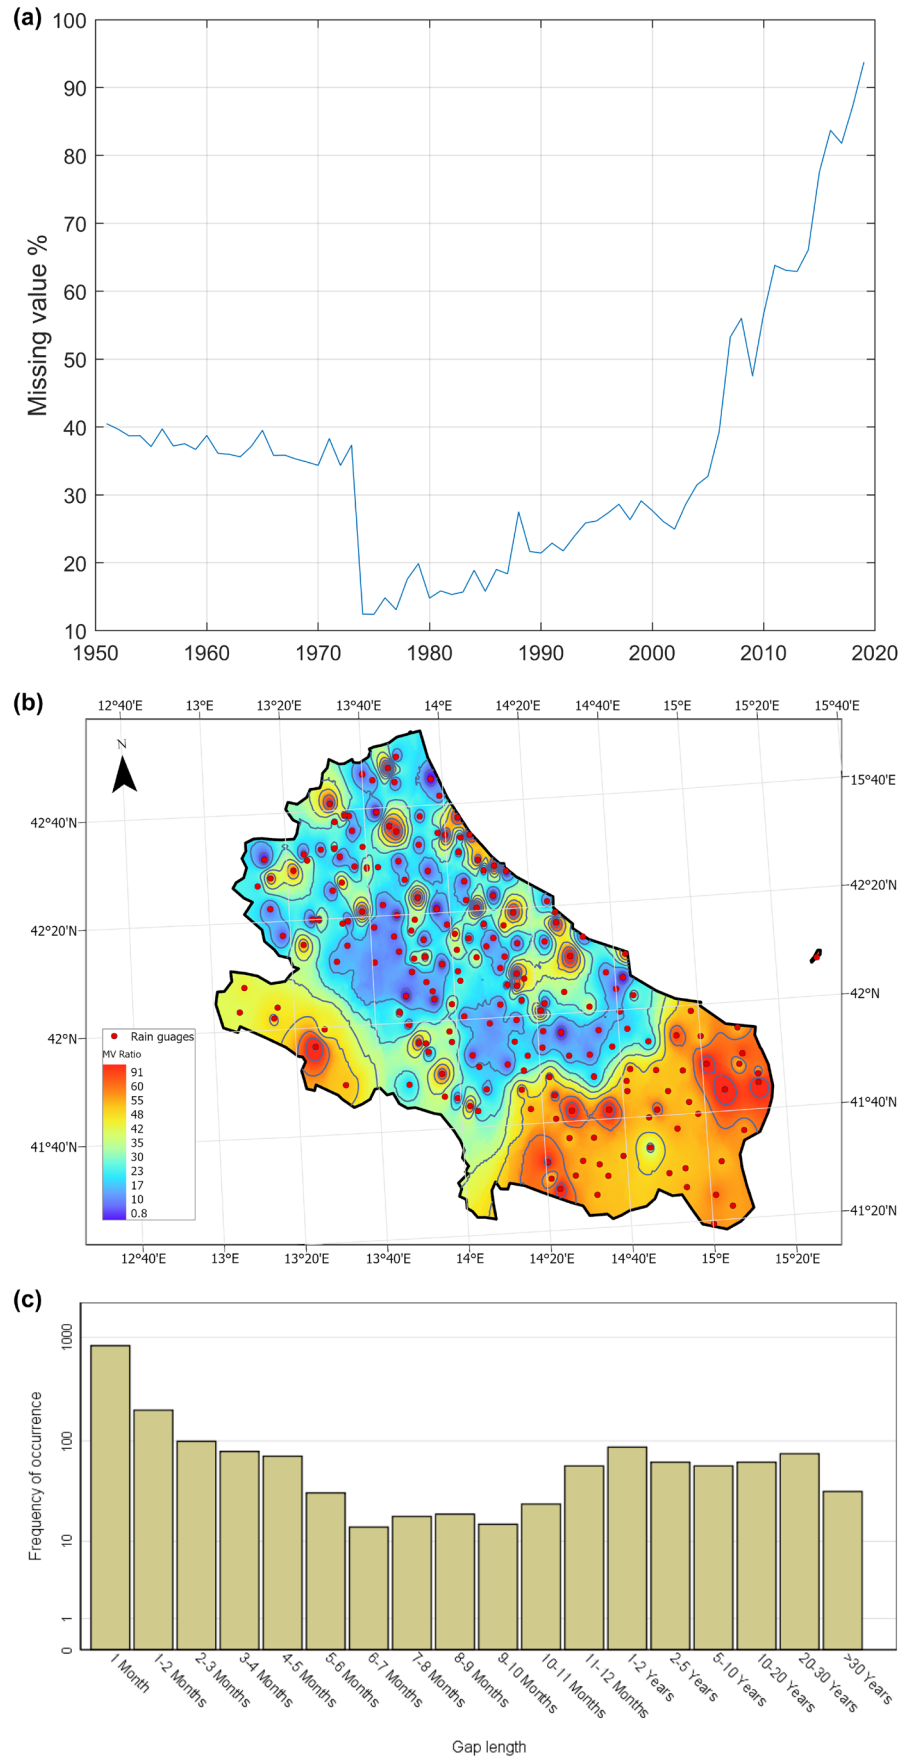 (a)
100
90
80
70
60
50
40
30
20
10
Missing value %
1950 1960 1970 1980 1990 2000 2010 2020
(b)
12°40'E 13°E 13°20'E 13°40'E 14°E 14°20'E 14°40'E 15°E 15°20'E 15°40'E
N
15°40'E
42°40'N
42°20'N
42°20'N
42°N
42°N
41°40'N
41°40'N
41°20'N
Rain guages
MV Ratio
91
60
55
48
42
35
30
23
17
10
0.8
12°40'E 13°E 13°20'E 13°40'E 14°E 14°20'E 14°40'E 15°E 15°20'E
(c)
1000
100
10
1
0
Frequency of occurrence
1 Month
1-2 Months
2-3 Months
3-4 Months
4-5 Months
5-6 Months
6-7 Months
7-8 Months
8-9 Months
9-10 Months
10-11 Months
11-12 Months
1-2 Years
2-5 Years
5-10 Years
10-20 Years
20-30 Years
>30 Years
Gap length